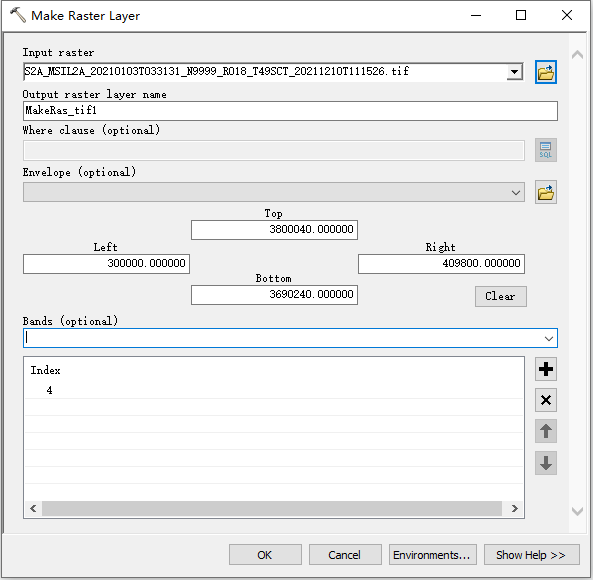 Make Raster Layer
Input raster
S2A_MSIL2A_20210103T033131_N9999_R018_T49SCT_20211210T111526.tif
Output raster layer name
MakeRas_tif1
Where clause (optional)
SQL
Envelope (optional)
Top
3800040.000000
Left
Right
300000.000000
409800.000000
Bottom
3690240.000000
Clear
Bands (optional)
Index
4
OK
Cancel
Environments...
Show Help >>